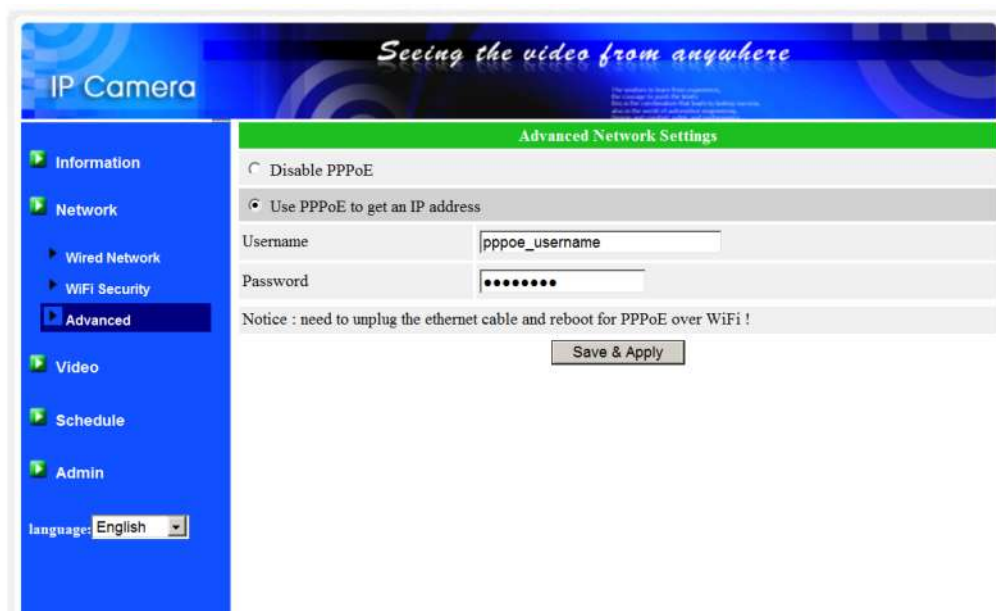 Seeing the video from anywhere
IP Camera
Information
Network
Wired Network
WiFi Security
Advanced
Video
Schedule
Admin
language: English
Advanced Network Settings
Disable PPPoE
Use PPPoE to get an IP address
Username pppoe_username
Password ●●●●●●●●
Notice : need to unplug the ethernet cable and reboot for PPPoE over WiFi !
Save & Apply